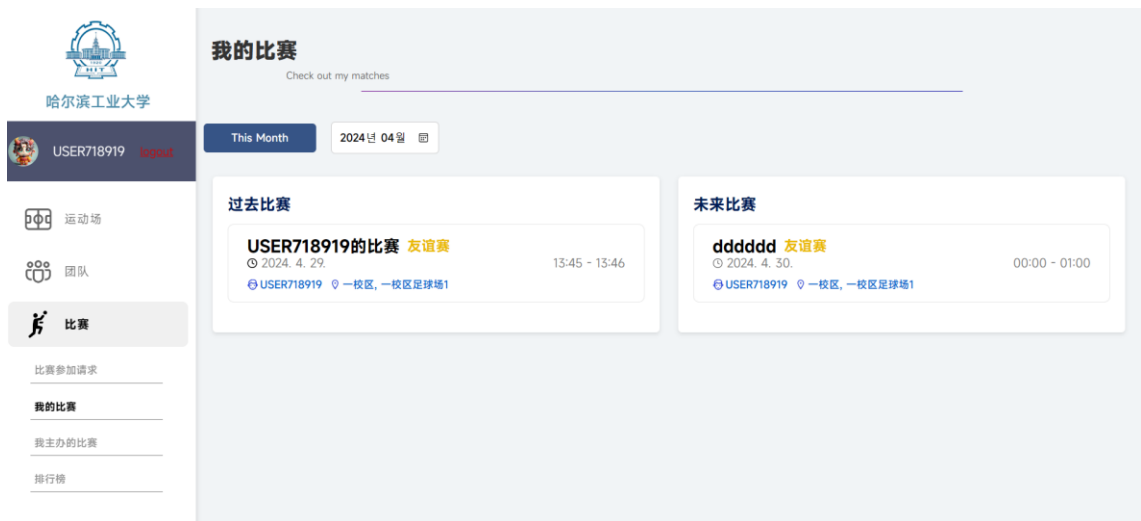 HIT
哈尔滨工业大学
USER718919 logout
运动场
团队
比赛
比赛参加请求
我的比赛
我主办的比赛
排行榜
我的比赛
Check out my matches
This Month
2024년 04월
过去比赛
USER718919的比赛 友谊赛
2024. 4. 29.
13:45 - 13:46
USER718919 一校区, 一校区足球场1
未来比赛
dddddd 友谊赛
2024. 4. 30.
00:00 - 01:00
USER718919 一校区, 一校区足球场1